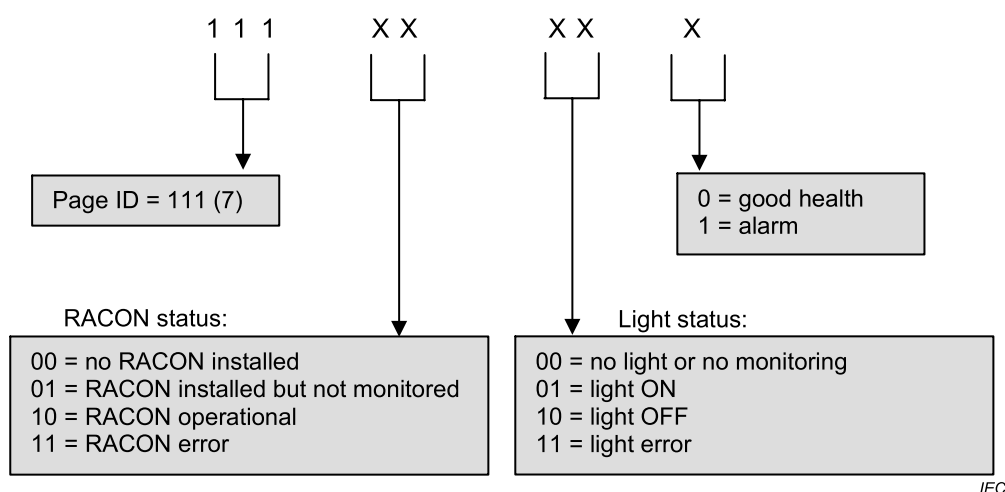 1 1 1 X X X X X
Page ID = 111 (7)
0 = good health
1 = alarm
RACON status:
00 = no RACON installed
01 = RACON installed but not monitored
10 = RACON operational
11 = RACON error
Light status:
00 = no light or no monitoring
01 = light ON
10 = light OFF
11 = light error
IEC